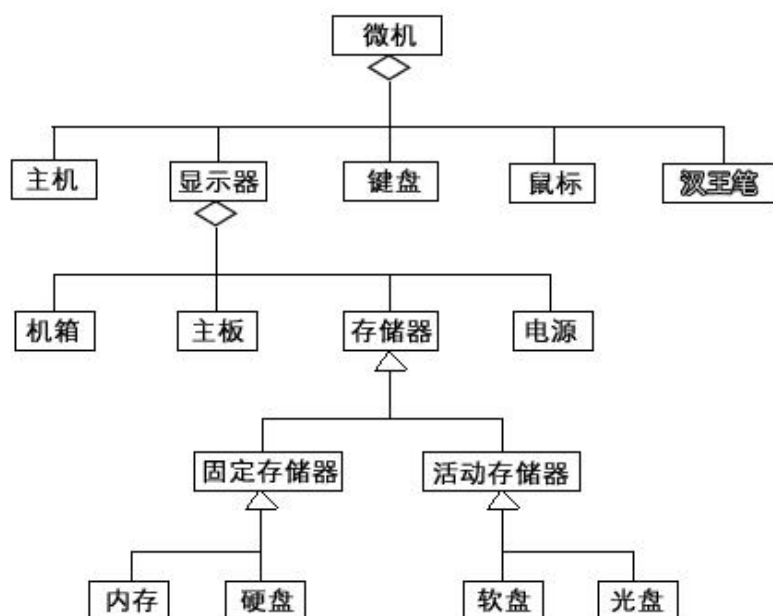 微机
主机 显示器 键盘 鼠标 汉王笔
机箱 主板 存储器 电源
固定存储器 活动存储器
内存 硬盘 软盘 光盘